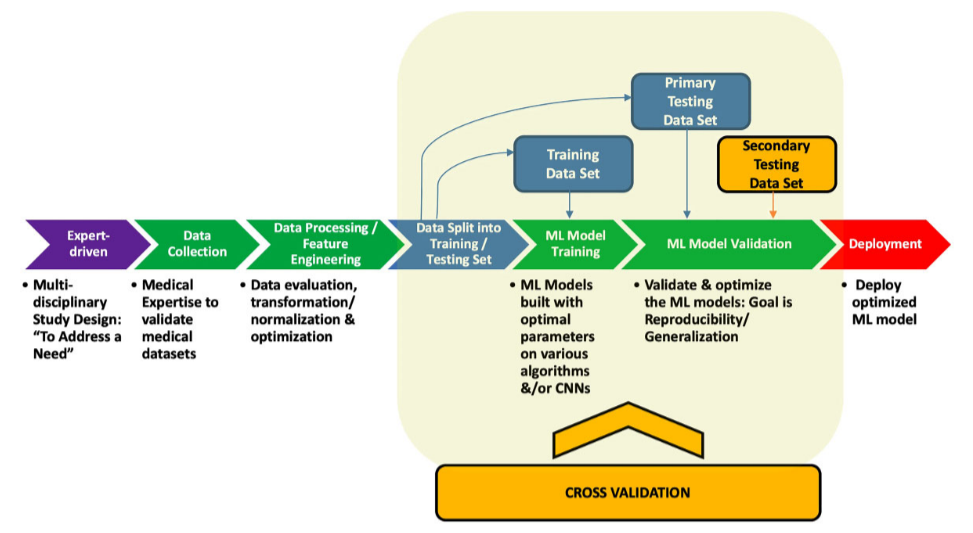 Primary
Testing
Data Set
Training
Data Set
Secondary
Testing
Data Set
Expert-
driven
Data
Collection
Data Processing /
Feature
Engineering
Data Split into
Training /
Testing Set
ML Model
Training
ML Model Validation
Deployment
• Multi-
disciplinary
Study Design:
“To Address a
Need”
• Medical
Expertise to
validate
medical
datasets
• Data evaluation,
transformation/
normalization &
optimization
• ML Models
built with
optimal
parameters
on various
algorithms
&/or CNNs
• Validate & optimize
the ML models: Goal is
Reproducibility/
Generalization
• Deploy
optimized
ML model
CROSS VALIDATION